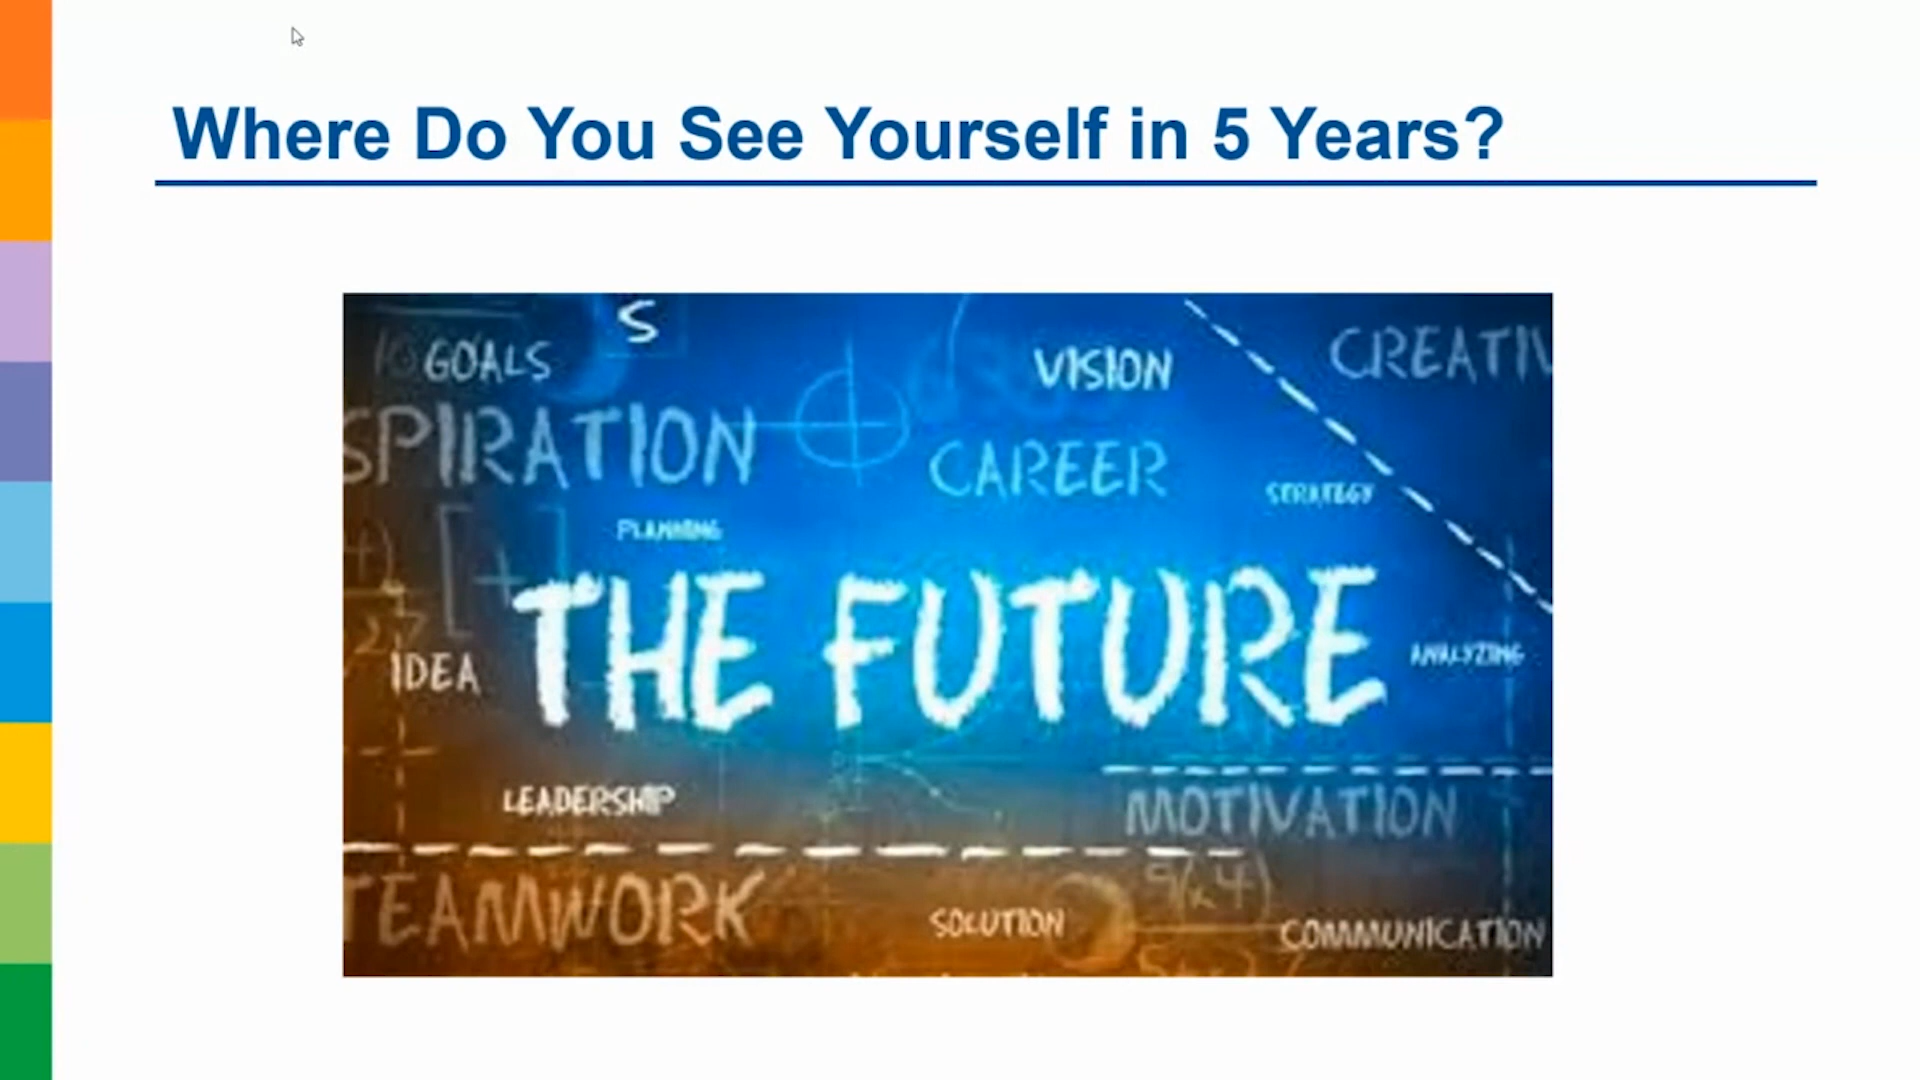 Where Do You See Yourself in 5 Years?
S
GOALS
VISION
CREATIV
SPIRATION
CAREER
STRATEGY
PLANNING
THE FUTURE
IDEA
ANALYZING
LEADERSHIP
MOTIVATION
TEAMWORK
SOLUTION
COMMUNICATION